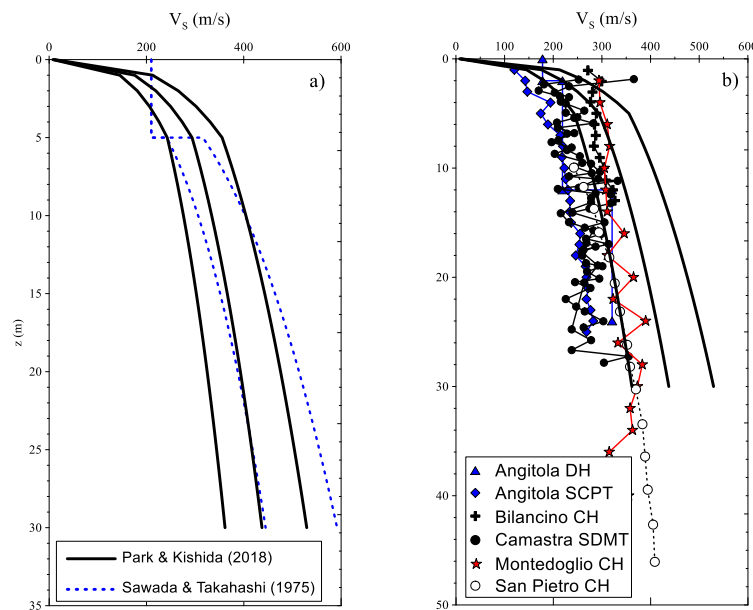 V_S (m/s)
0 200 400 600
a)
0
5
10
15
20
25
30
35
z (m)
Park & Kishida (2018)
Sawada & Takahashi (1975)
V_S (m/s)
0 100 200 300 400 500 600
b)
0
10
20
30
40
50
Angitola DH
Angitola SCPT
Bilancino CH
Camastra SDMT
Montedoglio CH
San Pietro CH